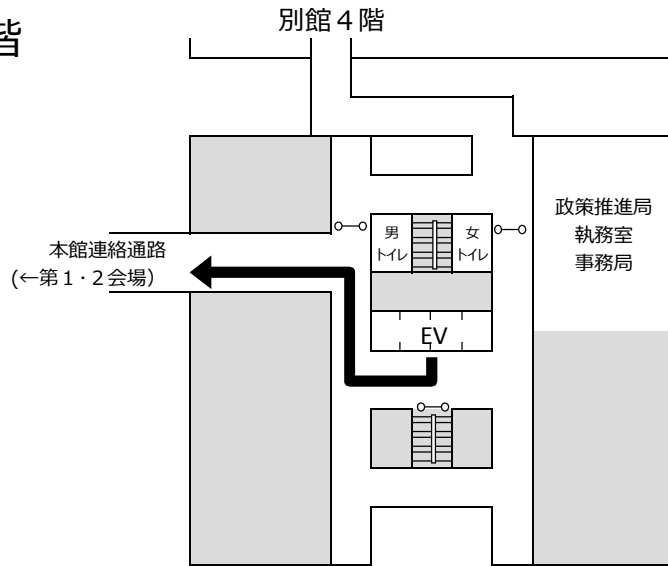 階
別館４階
政策推進局
執務室
事務局
男
トイレ
女
トイレ
本館連絡通路
(←第１・２会場）
EV